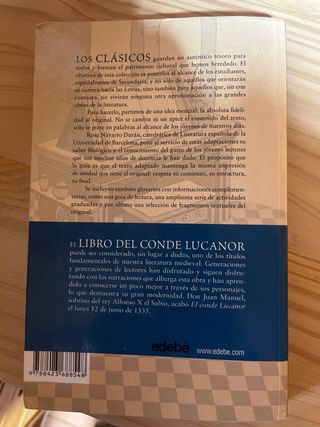 LOS CLÁSICOS guardan un auténtico tesoro para
todos y forman el patrimonio cultural que hemos heredado. El
objetivo de esta colección es ponerlos al alcance de los estudiantes,
especialmente de Secundaria, y no sólo de aquellos que orientarán
su carrera hacia las Letras, sino también para aquellos que, sin este
contacto, no vivirán ninguna otra aproximación a las grandes
obras de la literatura.
Para hacerlo, partimos de una idea esencial: la absoluta fidelidad
al original. No se cambia ni un ápice el contenido del texto,
sólo se pone en palabras al alcance de los jóvenes de nuestros días.
Rosa Navarro Durán, catedrática de Literatura española de la
Universidad de Barcelona, pone al servicio de estas adaptaciones su
saber filológico y el conocimiento del gusto de los jóvenes lectores
que sus muchos años de docencia le han dado. El propósito que
la guía es que el texto adaptado mantenga la misma impresión
de unidad que tiene el original: respeta su comienzo, su estructura,
su final.
Se incluyen también glosarios con informaciones complementarias,
como una guía de lectura, una amplísima serie de actividades
graduadas y por último una selección de fragmentos textuales del
original.
El LIBRO DEL CONDE LUCANOR
puede ser considerado, sin lugar a dudas, uno de los títulos
fundamentales de nuestra literatura medieval. Generaciones
y generaciones de lectores han disfrutado y siguen disfrutando
con las narraciones que alberga esta obra y han aprendido
a conocerse un poco mejor a través de sus personajes,
lo que demuestra su gran modernidad. Don Juan Manuel,
sobrino del rey Alfonso X el Sabio, acabó El conde Lucanor
el lunes 12 de junio de 1335.
edebé www.edebe.com
9 788423 688548